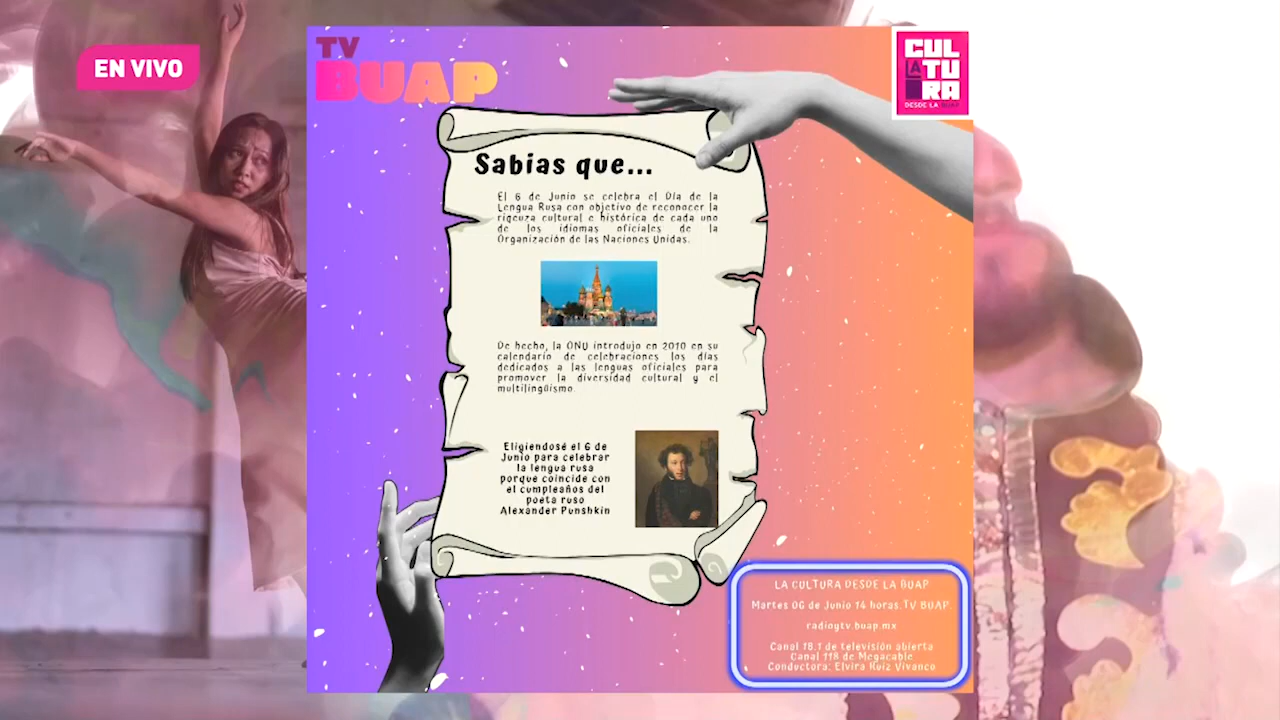 EN VIVO
TV
BUAP
CUL
LA TU
RA
DESDE LA BUAP
Sabias que...
El 6 de Junio se celebra el Día de la
Lengua Rusa con objetivo de reconocer la
riqeuza cultural e histórica de cada uno
de los idiomas oficiales de la
Organización de las Naciones Unidas.
De hecho, la ONU introdujo en 2010 en su
calendario de celebraciones los días
dedicados a las lenguas oficiales para
promover la diversidad cultural y el
multilingüismo.
Eligiendosé el 6 de
Junio para celebrar
la lengua rusa
porque coincide con
el cumpleaños del
poeta ruso
Alexander Punshkin
LA CULTURA DESDE LA BUAP
Martes 06 de Junio 14 horas TV BUAP
radioytv.buap.mx
Canal 18.1 de televisión abierta
Canal 118 de Megacable
Conductora: Elvira Ruiz Vivanco